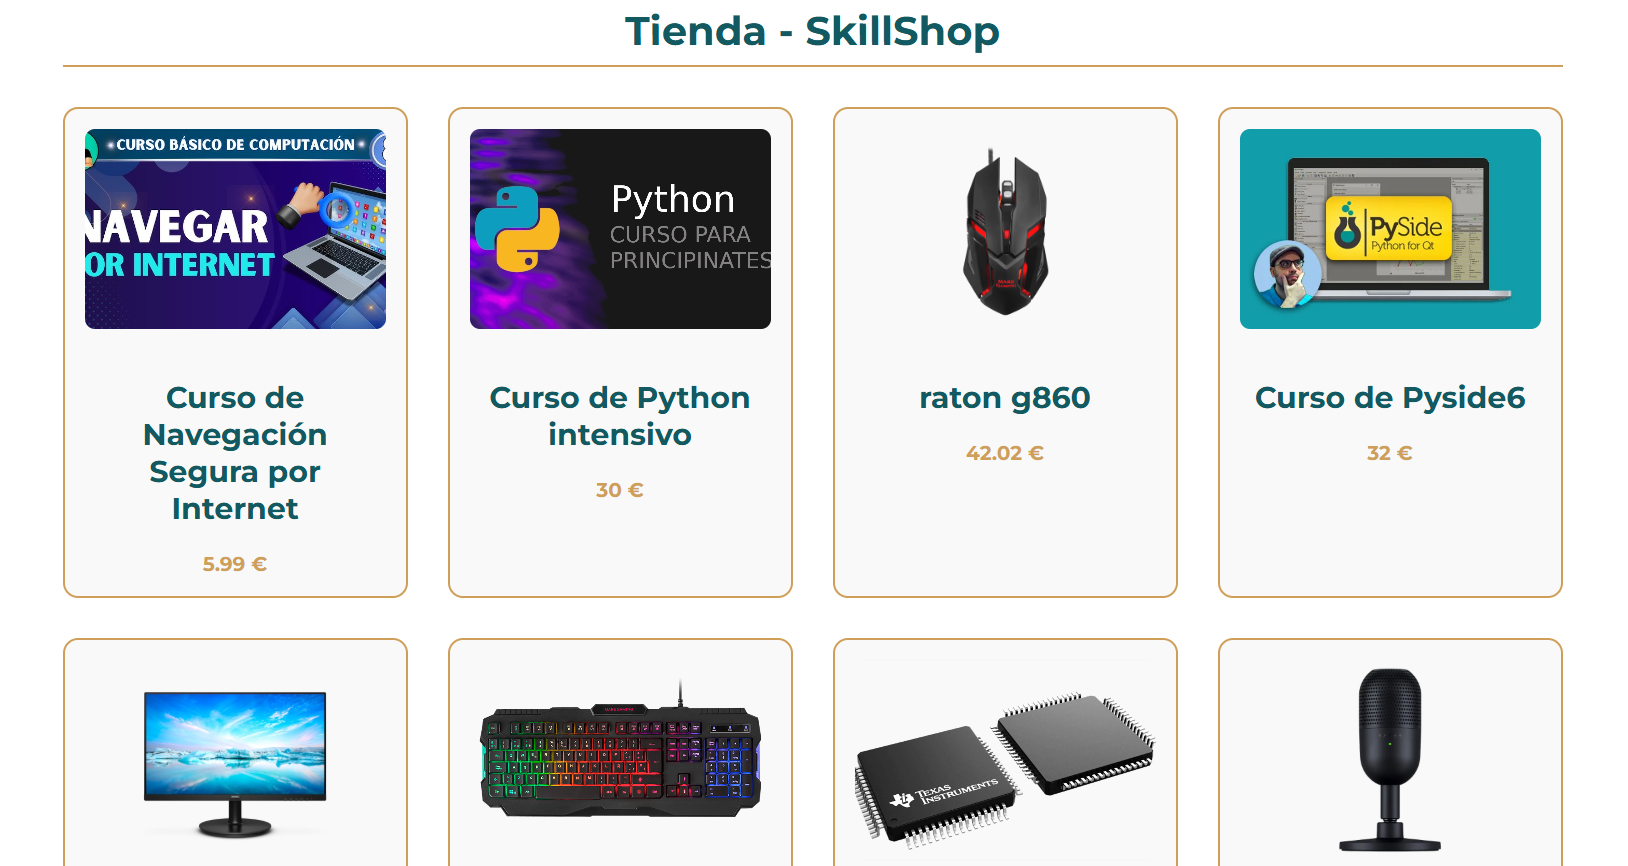 Tienda - SkillShop
CURSO BÁSICO DE COMPUTACIÓN
NAVEGAR
OR INTERNET
Python
CURSO PARA
PRINCIPINATES
PySide
Python for Qt
Curso de
Navegación
Segura por
Internet
5.99 €
Curso de Python
intensivo
30 €
raton g860
42.02 €
Curso de Pyside6
32 €
TEXAS
INSTRUMENTS